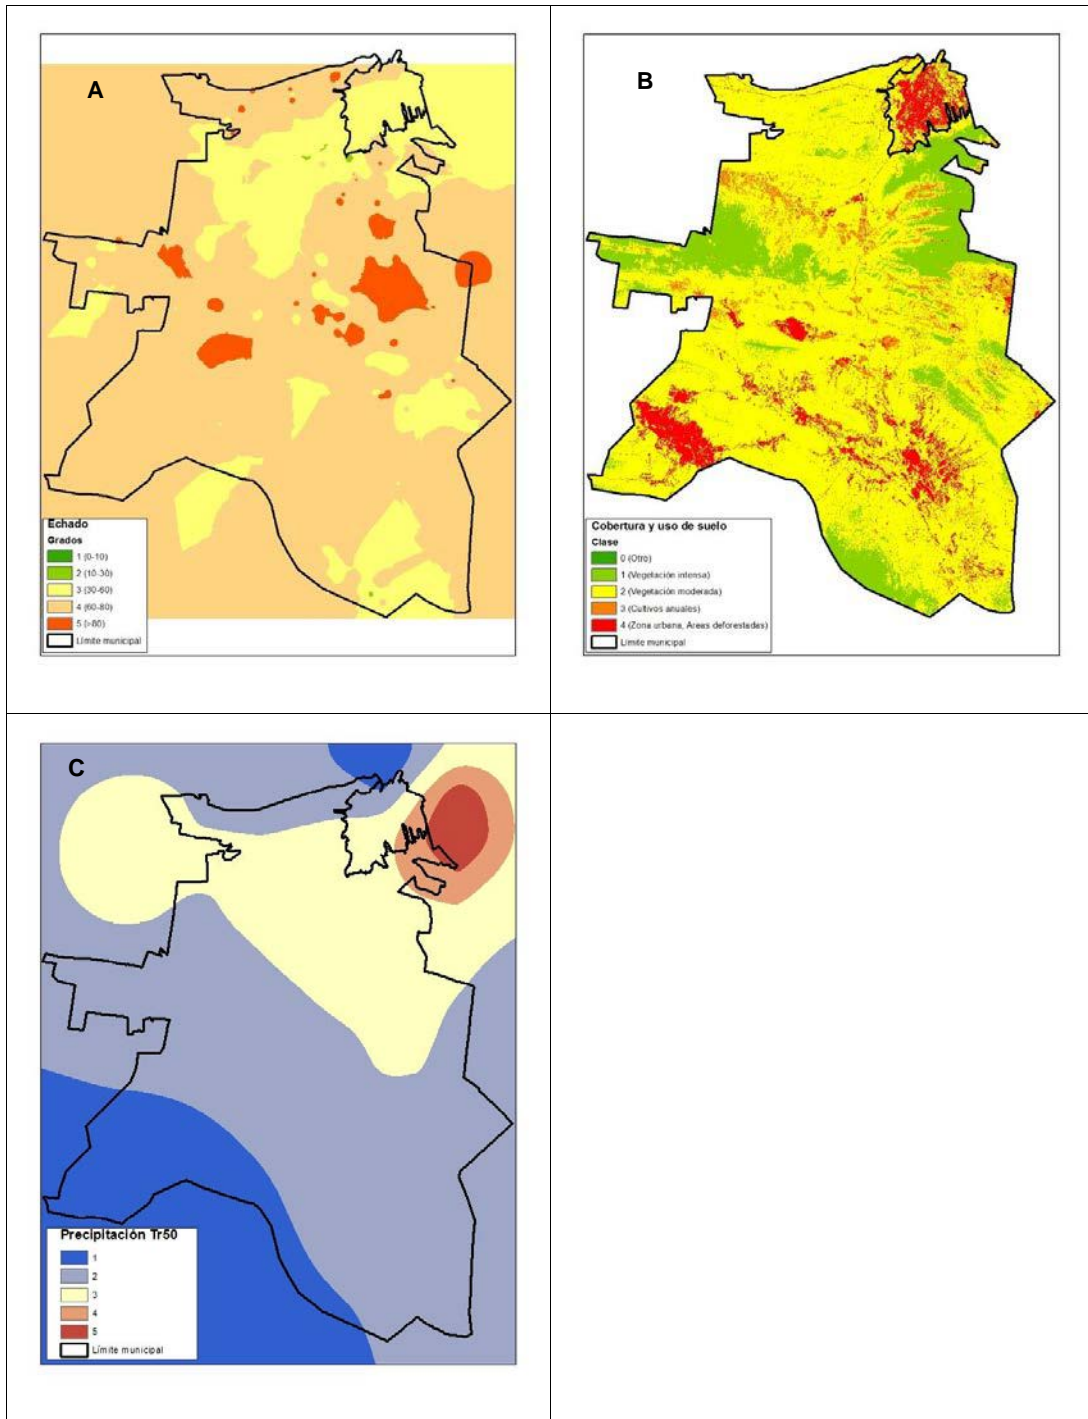 A
Echado
Grados
1 (0-10)
2 (10-30)
3 (30-60)
4 (60-80)
5 (>80)
Límite municipal
B
Cobertura y uso de suelo
Clase
0 (Otro)
1 (Vegetación intensa)
2 (Vegetación moderada)
3 (Cultivos anuales)
4 (Zona urbana, Areas deforestadas)
Límite municipal
C
Precipitación Tr50
1
2
3
4
5
Límite municipal